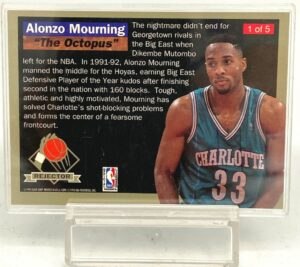 Alonzo Mourning
"The Octopus"
1 of 5
The nightmare didn't end for
Georgetown rivals in
the Big East when
Dikembe Mutombo
left for the NBA. In 1991-92, Alonzo Mourning
manned the middle for the Hoyas, earning Big East
Defensive Player of the Year kudos after finishing
second in the nation with 160 blocks. Tough,
athletic and highly motivated, Mourning has
solved Charlotte's shot-blocking problems
and forms the center of a fearsome
frontcourt.
REJECTOR
NBA
CHARLOTTE
33